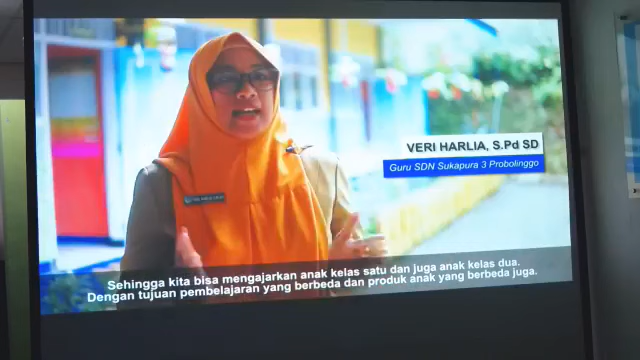 VERI HARLIA, S.Pd SD
Guru SDN Sukapura 3 Probolinggo
Sehingga kita bisa mengajarkan anak kelas satu dan juga anak kelas dua.
Dengan tujuan pembelajaran yang berbeda dan produk anak yang berbeda juga.